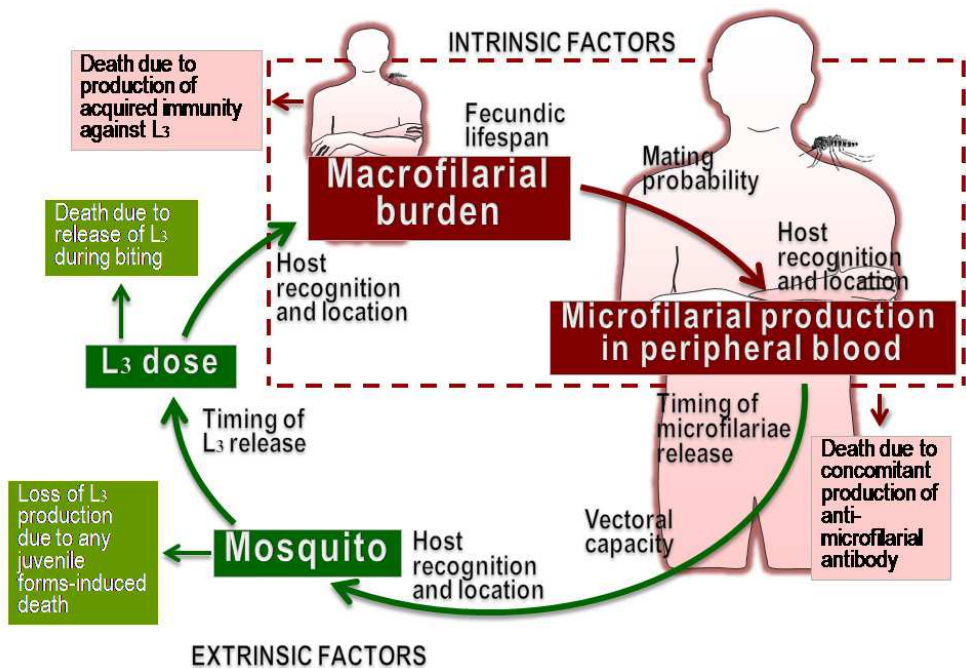 INTRINSIC FACTORS
Death due to
production of
acquired immunity
against L3
Fecundic
lifespan
Macrofilarial
burden
Mating
probability
Death due to
release of L3
during biting
Host
recognition
and location
Host
recognition
and location
L3 dose
Microfilarial production
in peripheral blood
Timing of
L3 release
Timing of
microfilariae
release
Death due to
concomitant
production of
anti-
microfilarial
antibody
Loss of L3
production
due to any
juvenile
forms-induced
death
Mosquito
Host
recognition
and location
Vectoral
capacity
EXTRINSIC FACTORS